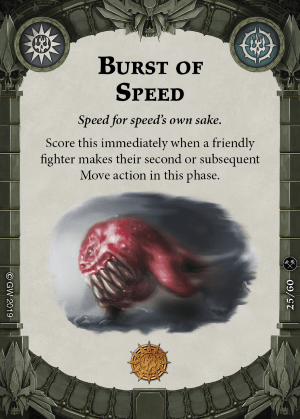 BURST OF
SPEED
Speed for speed's own sake.
Score this immediately when a friendly
fighter makes their second or subsequent
Move action in this phase.
©GW 2019
25/60